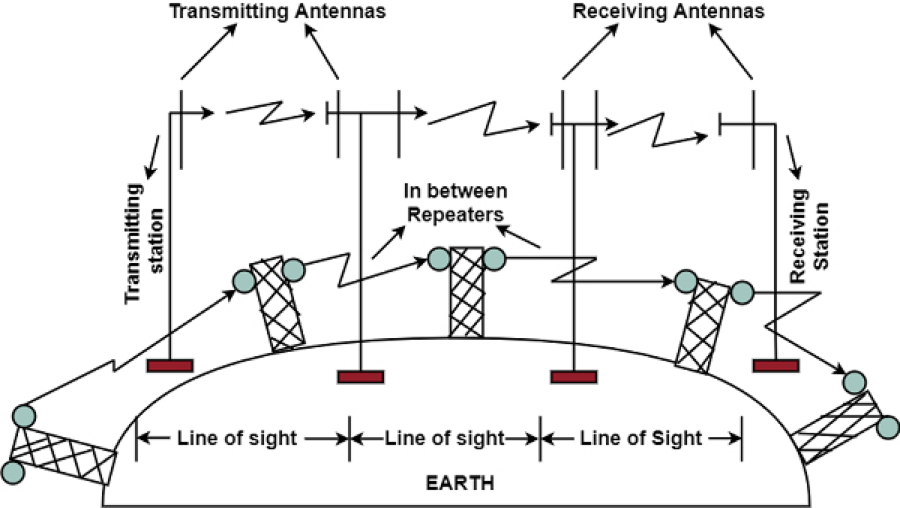 Transmitting Antennas
Receiving Antennas
Transmitting
station
In between
Repeaters
Receiving
Station
Line of sight
Line of sight
Line of Sight
EARTH